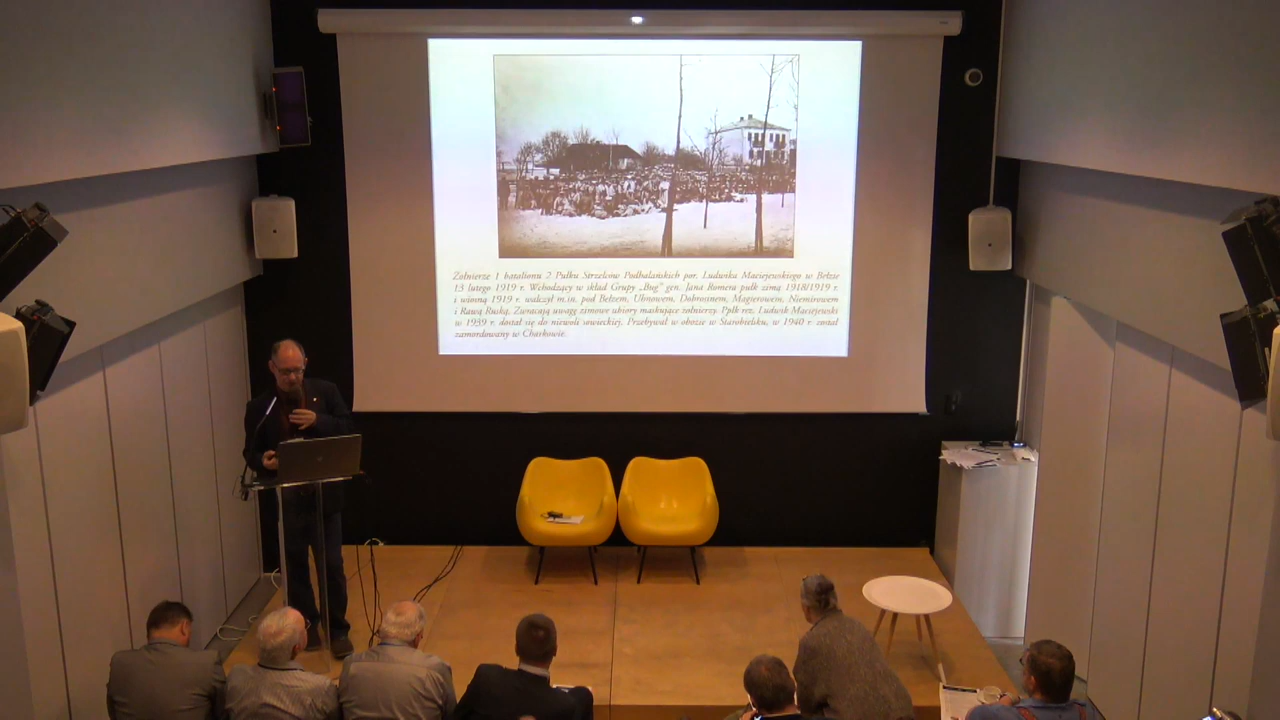 Żołnierze 1 batalionu 2 Pułku Strzelców Podhalańskich por. Ludwika Maciejewskiego w Bełzie
13 lutego 1919 r. Wchodzący w skład Grupy „Bug" gen. Jana Romera pułk zimą 1918/1919 r.
i wiosną 1919 r. walczył m.in. pod Bełzem, Uhnowem, Dobrosinem, Magierowem, Niemirowem
i Rawą Ruską. Zwracają uwagę zimowe ubiory maskujące żołnierzy. Ppłk rez. Ludwik Maciejewski
w 1939 r. dostał się do niewoli sowieckiej. Przebywał w obozie w Starobielsku, w 1940 r. został
zamordowany w Charkowie.